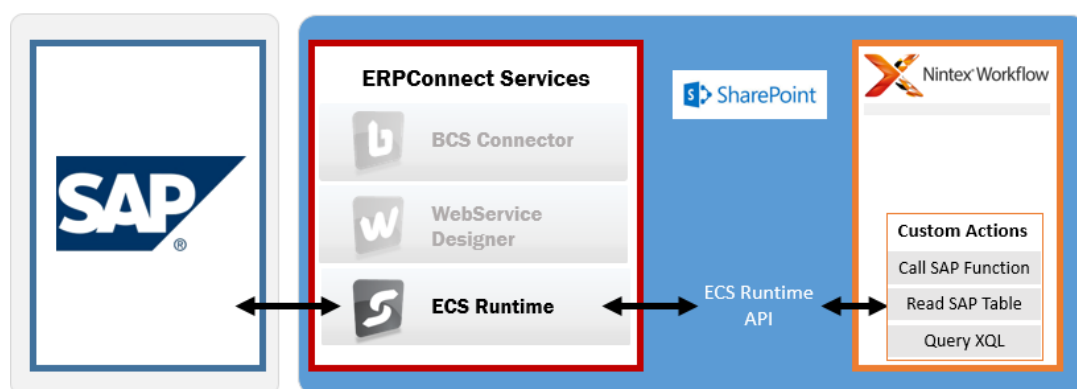 SAP
®
ERPConnect Services
BCS Connector
WebService
Designer
ECS Runtime
S SharePoint
ECS Runtime
API
Nintex Workflow
Custom Actions
Call SAP Function
Read SAP Table
Query XQL